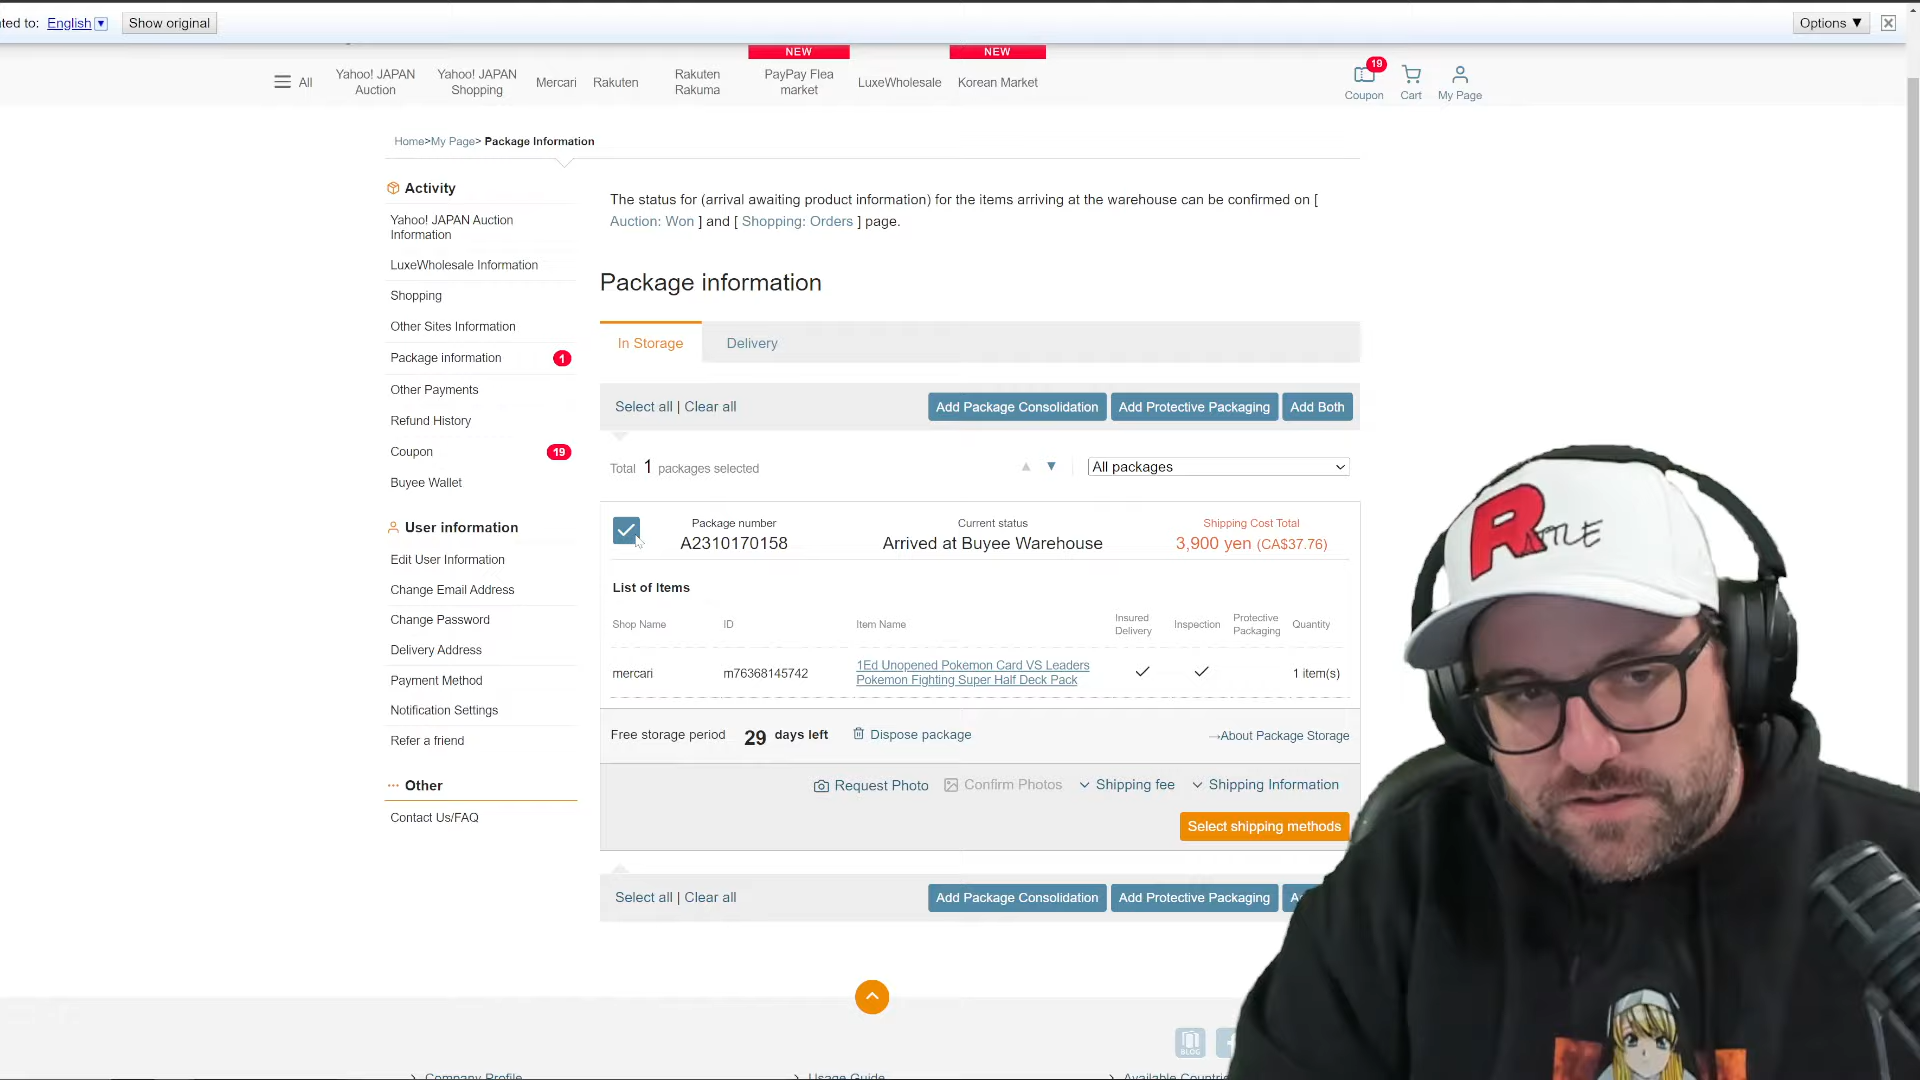 ted to: English ▼ Show original Options ▼
NEW NEW
All
Yahoo! JAPAN Auction
Yahoo! JAPAN Shopping
Mercari
Rakuten
Rakuten Rakuma
PayPay Flea market
LuxeWholesale
Korean Market
19
Coupon
Cart
My Page
Home>My Page> Package Information
Activity
Yahoo! JAPAN Auction
Information
LuxeWholesale Information
Shopping
Other Sites Information
Package information 1
Other Payments
Refund History
Coupon 19
Buyee Wallet
User information
Edit User Information
Change Email Address
Change Password
Delivery Address
Payment Method
Notification Settings
Refer a friend
Other
Contact Us/FAQ
The status for (arrival awaiting product information) for the items arriving at the warehouse can be confirmed on [
Auction: Won ] and [ Shopping: Orders ] page.
Package information
In Storage Delivery
Select all | Clear all Add Package Consolidation Add Protective Packaging Add Both
Total 1 packages selected ▲ ▼ All packages
Package number Current status Shipping Cost Total
A2310170158 Arrived at Buyee Warehouse 3,900 yen (CA$37.76)
List of Items
Shop Name ID Item Name Insured Delivery Inspection Protective Packaging Quantity
mercari m76368145742 1Ed Unopened Pokemon Card VS Leaders 1 item(s)
Pokemon Fighting Super Half Deck Pack
Free storage period 29 days left Dispose package →About Package Storage
Request Photo Confirm Photos Shipping fee Shipping Information
Select shipping methods
Select all | Clear all Add Package Consolidation Add Protective Packaging
BLOG
Company Profile Usage Guide Available